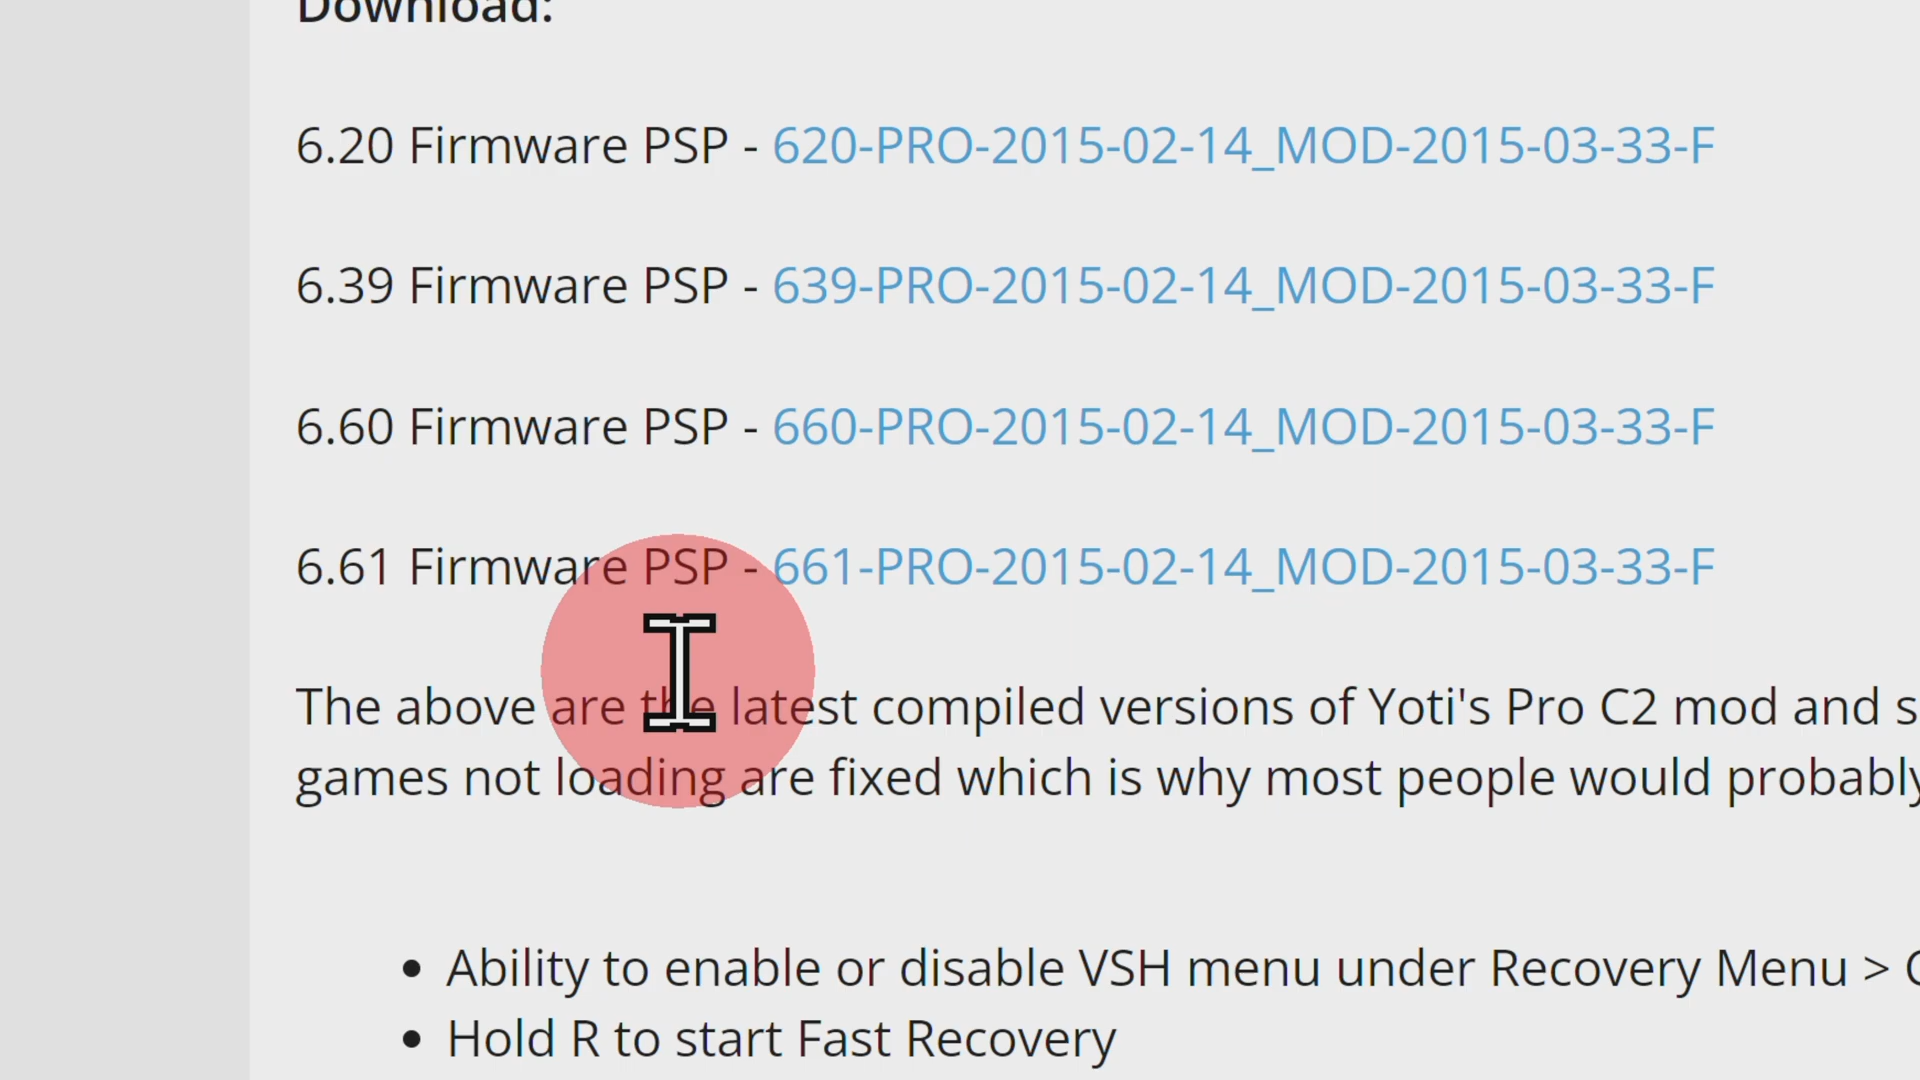 Download:
6.20 Firmware PSP - 620-PRO-2015-02-14_MOD-2015-03-33-F
6.39 Firmware PSP - 639-PRO-2015-02-14_MOD-2015-03-33-F
6.60 Firmware PSP - 660-PRO-2015-02-14_MOD-2015-03-33-F
6.61 Firmware PSP - 661-PRO-2015-02-14_MOD-2015-03-33-F
The above are the latest compiled versions of Yoti's Pro C2 mod and
games not loading are fixed which is why most people would probably
• Ability to enable or disable VSH menu under Recovery Menu >
• Hold R to start Fast Recovery